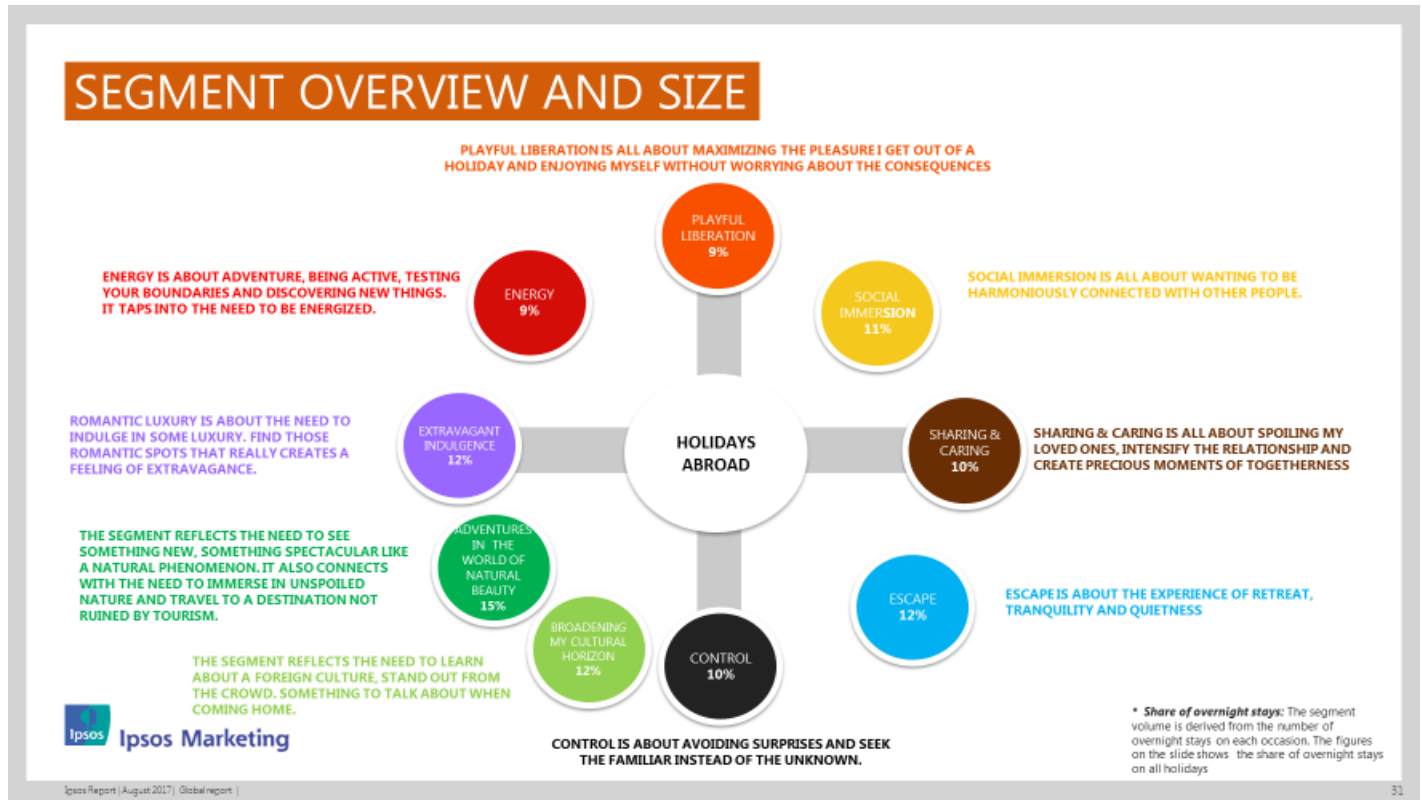 SEGMENT OVERVIEW AND SIZE
PLAYFUL LIBERATION IS ALL ABOUT MAXIMIZING THE PLEASURE I GET OUT OF A
HOLIDAY AND ENJOYING MYSELF WITHOUT WORRYING ABOUT THE CONSEQUENCES
PLAYFUL
LIBERATION
9%
ENERGY IS ABOUT ADVENTURE, BEING ACTIVE, TESTING
YOUR BOUNDARIES AND DISCOVERING NEW THINGS.
IT TAPS INTO THE NEED TO BE ENERGIZED.
ENERGY
9%
SOCIAL
IMMERSION
11%
SOCIAL IMMERSION IS ALL ABOUT WANTING TO BE
HARMONIOUSLY CONNECTED WITH OTHER PEOPLE.
ROMANTIC LUXURY IS ABOUT THE NEED TO
INDULGE IN SOME LUXURY. FIND THOSE
ROMANTIC SPOTS THAT REALLY CREATES A
FEELING OF EXTRAVAGANCE.
EXTRAVAGANT
INDULGENCE
12%
HOLIDAYS
ABROAD
SHARING &
CARING
10%
SHARING & CARING IS ALL ABOUT SPOILING MY
LOVED ONES, INTENSIFY THE RELATIONSHIP AND
CREATE PRECIOUS MOMENTS OF TOGETHERNESS
THE SEGMENT REFLECTS THE NEED TO SEE
SOMETHING NEW, SOMETHING SPECTACULAR LIKE
A NATURAL PHENOMENON. IT ALSO CONNECTS
WITH THE NEED TO IMMERSE IN UNSPOILED
NATURE AND TRAVEL TO A DESTINATION NOT
RUINED BY TOURISM.
ADVENTURES
IN THE
WORLD OF
NATURAL
BEAUTY
15%
ESCAPE
12%
ESCAPE IS ABOUT THE EXPERIENCE OF RETREAT,
TRANQUILITY AND QUIETNESS
BROADENING
MY CULTURAL
HORIZON
12%
CONTROL
10%
THE SEGMENT REFLECTS THE NEED TO LEARN
ABOUT A FOREIGN CULTURE, STAND OUT FROM
THE CROWD. SOMETHING TO TALK ABOUT WHEN
COMING HOME.
Ipsos
Ipsos Marketing
CONTROL IS ABOUT AVOIDING SURPRISES AND SEEK
THE FAMILIAR INSTEAD OF THE UNKNOWN.
* Share of overnight stays: The segment
volume is derived from the number of
overnight stays on each occasion. The figures
on the slide shows the share of overnight stays
on all holidays
Ipsos Report | August 2017 | Global report |
31